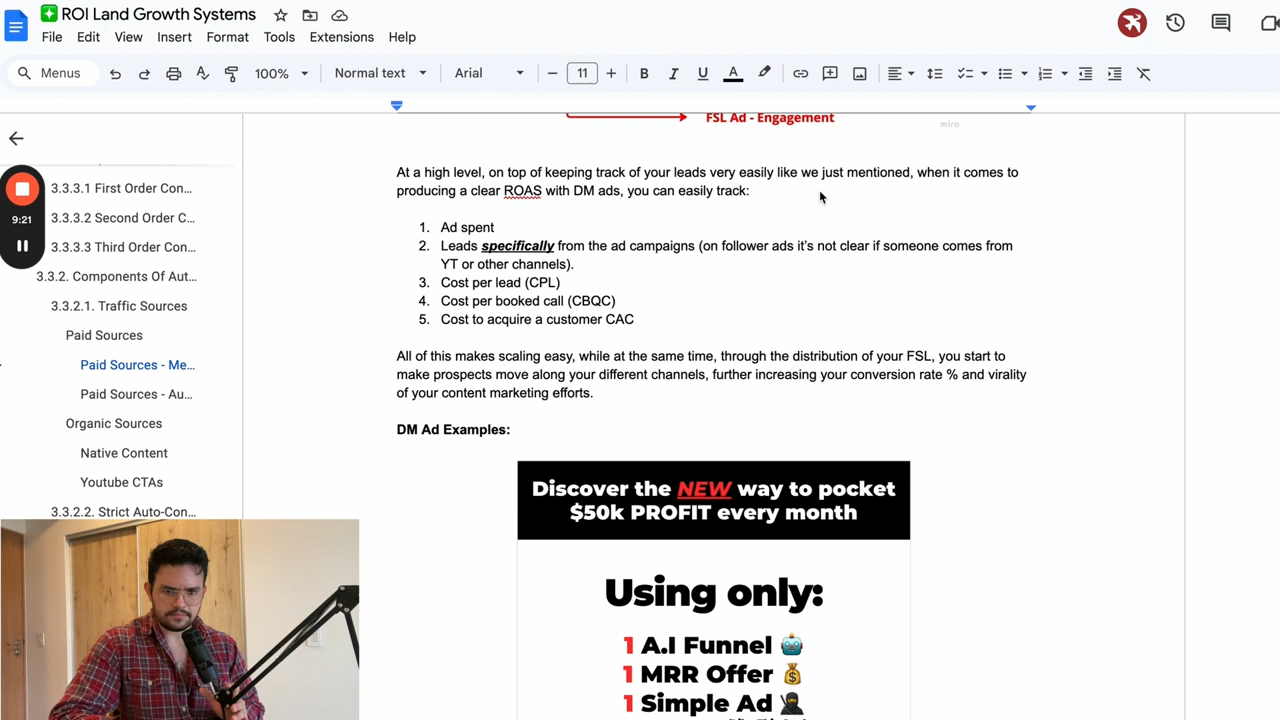 ROI Land Growth Systems
File Edit View Insert Format Tools Extensions Help
Menus 100% Normal text Arial 11 B I U A
9:21
3.3.3.1 First Order Con...
3.3.3.2 Second Order C...
3.3.3.3 Third Order Con...
3.3.2. Components Of Aut...
3.3.2.1. Traffic Sources
Paid Sources
Paid Sources - Me...
Paid Sources - Au...
Organic Sources
Native Content
Youtube CTAs
3.3.2.2. Strict Auto-Con...
FSL Ad - Engagement
miro
At a high level, on top of keeping track of your leads very easily like we just mentioned, when it comes to
producing a clear ROAS with DM ads, you can easily track:
1. Ad spent
2. Leads specifically from the ad campaigns (on follower ads it's not clear if someone comes from
YT or other channels).
3. Cost per lead (CPL)
4. Cost per booked call (CBQC)
5. Cost to acquire a customer CAC
All of this makes scaling easy, while at the same time, through the distribution of your FSL, you start to
make prospects move along your different channels, further increasing your conversion rate % and virality
of your content marketing efforts.
DM Ad Examples:
Discover the NEW way to pocket
$50k PROFIT every month
Using only:
1 A.I Funnel
1 MRR Offer
1 Simple Ad